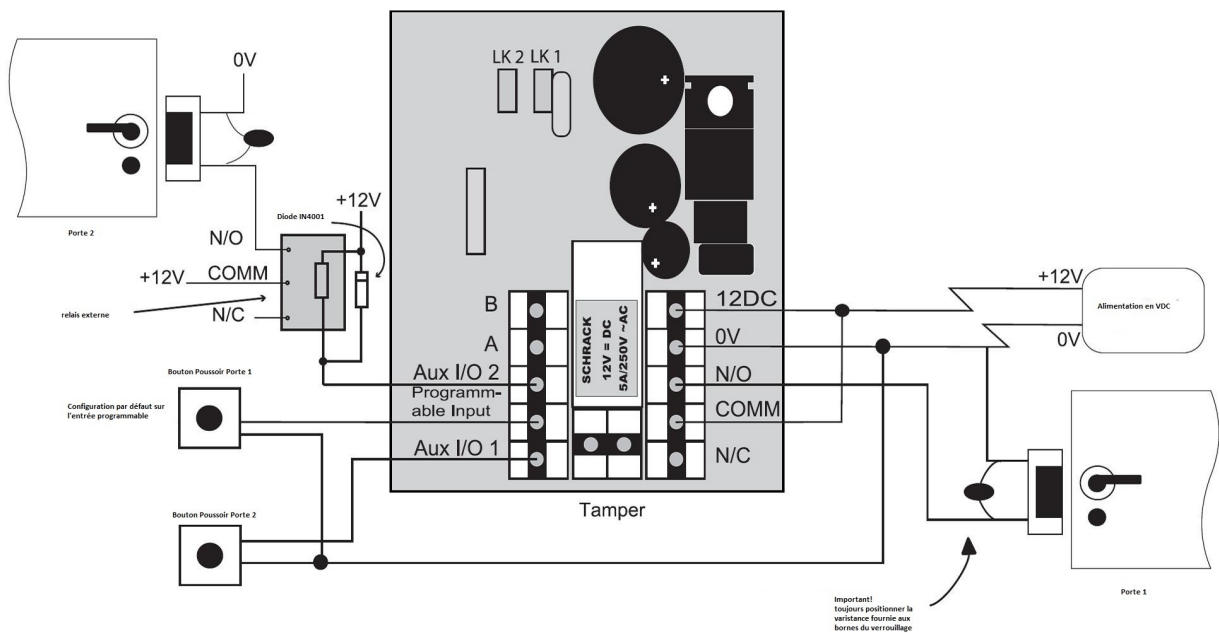 LK 2 LK 1
0V
Porte 2
+12V
Diode IN4001
N/O
+12V COMM
N/C
relais externe
B
A
Aux I/O 2
Programm-
able Input
Aux I/O 1
SCHRACK
12V = DC
5A/250V ~AC
12DC
0V
N/O
COMM
N/C
Tamper
+12V
0V
Alimentation en VDC
Bouton Poussoir Porte 1
Configuration par défaut sur
l'entrée programmable
Bouton Poussoir Porte 2
Porte 1
Important!
toujours positionner la
varistance fournie aux
bornes du verrouillage